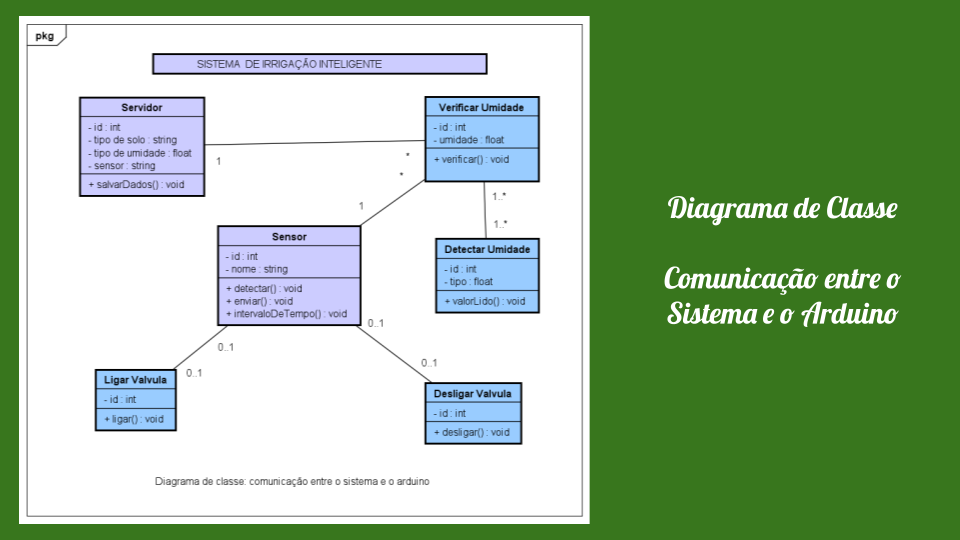 pkg
SISTEMA DE IRRIGAÇÃO INTELIGENTE
Servidor
- id : int
- tipo de solo : string
- tipo de umidade : float
- sensor : string
+ salvarDados() : void
Verificar Umidade
- id : int
- umidade : float
+ verificar() : void
1
*
*
1
1..*
1..*
Sensor
- id : int
- nome : string
+ detectar() : void
+ enviar() : void
+ intervaloDeTempo() : void
Detectar Umidade
- id : int
- tipo : float
+ valorLido() : void
0..1
0..1
0..1
0..1
Ligar Valvula
- id : int
+ ligar() : void
Desligar Valvula
- id : int
+ desligar() : void
Diagrama de classe: comunicação entre o sistema e o arduino
Diagrama de Classe
Comunicação entre o
Sistema e o Arduino